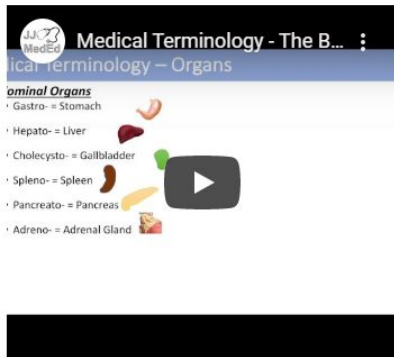 JJ MedEd
Medical Terminology - The B...
lical Terminology – Organs
ominal Organs
· Gastro- = Stomach
· Hepato- = Liver
· Cholecysto- = Gallbladder
· Spleno- = Spleen
· Pancreato- = Pancreas
· Adreno- = Adrenal Gland